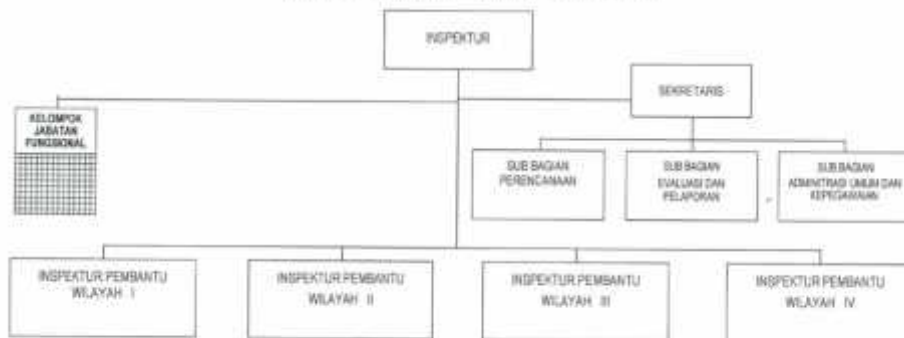 INSPEKTUR
SEKRETARIS
KELOMPOK
JABATAN
FUNGSIONAL
SUB BAGIAN
PERENCANAAN
SUB BAGIAN
EVALUASI DAN
PELAPORAN
SUB BAGIAN
ADMINITRASI UMUM DAN
KEPEGAWAIAN
INSPEKTUR PEMBANTU
WILAYAH I
INSPEKTUR PEMBANTU
WILAYAH II
INSPEKTUR PEMBANTU
WILAYAH III
INSPEKTUR PEMBANTU
WILAYAH IV